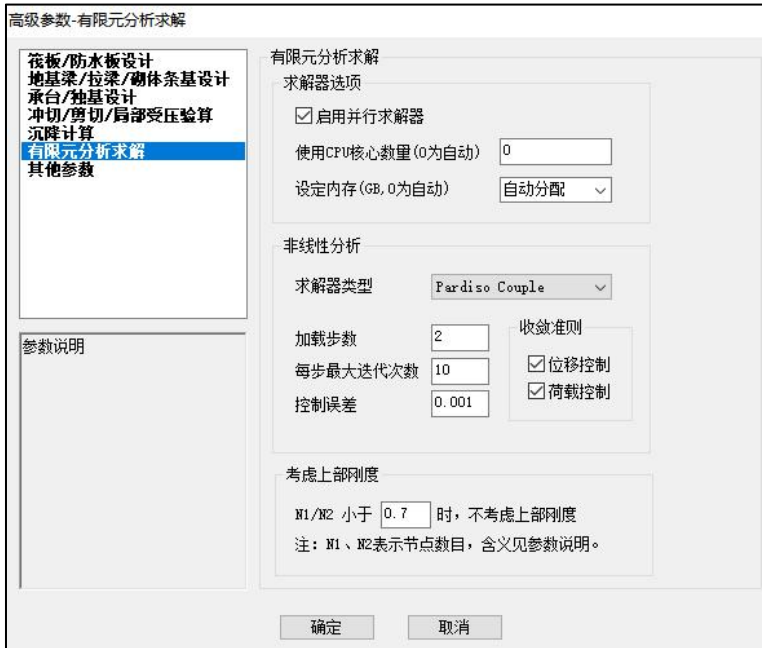 高级参数-有限元分析求解
筏板/防水板设计
地基梁/拉梁/砌体条基设计
承台/独基设计
冲切/剪切/局部受压验算
沉降计算
有限元分析求解
其他参数
参数说明
有限元分析求解
求解器选项
启用并行求解器
使用CPU核心数量(0为自动)
0
设定内存(GB,0为自动)
自动分配
非线性分析
求解器类型
Pardiso Couple
加载步数
2
每步最大迭代次数
10
控制误差
0.001
收敛准则
位移控制
荷载控制
考虑上部刚度
N1/N2 小于 0.7 时，不考虑上部刚度
注：N1、N2表示节点数目，含义见参数说明。
确定
取消